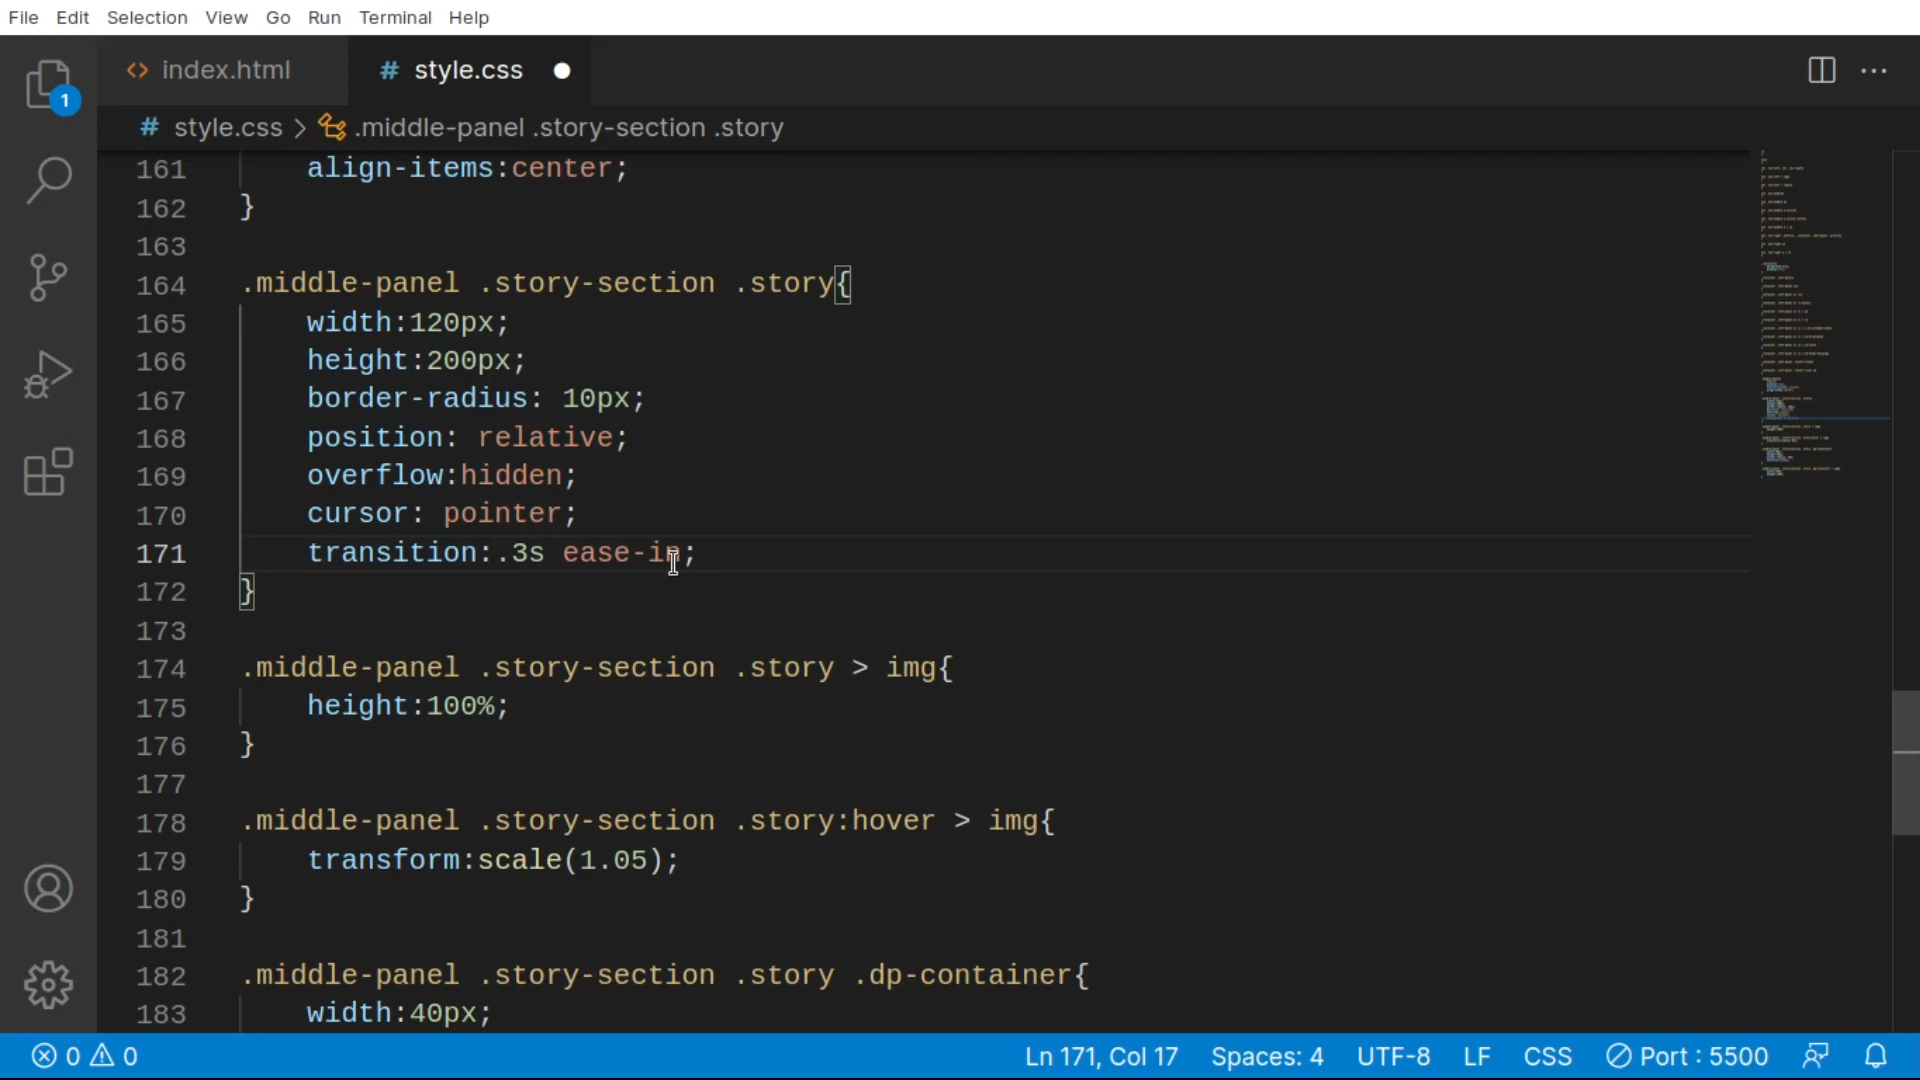 File Edit Selection View Go Run Terminal Help
<> index.html # style.css
1
# style.css > .middle-panel .story-section .story
161 align-items:center;
162 }
163
164 .middle-panel .story-section .story{
165 width:120px;
166 height:200px;
167 border-radius: 10px;
168 position: relative;
169 overflow:hidden;
170 cursor: pointer;
171 transition:.3s ease-in;
172 }
173
174 .middle-panel .story-section .story > img{
175 height:100%;
176 }
177
178 .middle-panel .story-section .story:hover > img{
179 transform:scale(1.05);
180 }
181
182 .middle-panel .story-section .story .dp-container{
183 width:40px;
0 0 Ln 171, Col 17 Spaces: 4 UTF-8 LF CSS Port : 5500